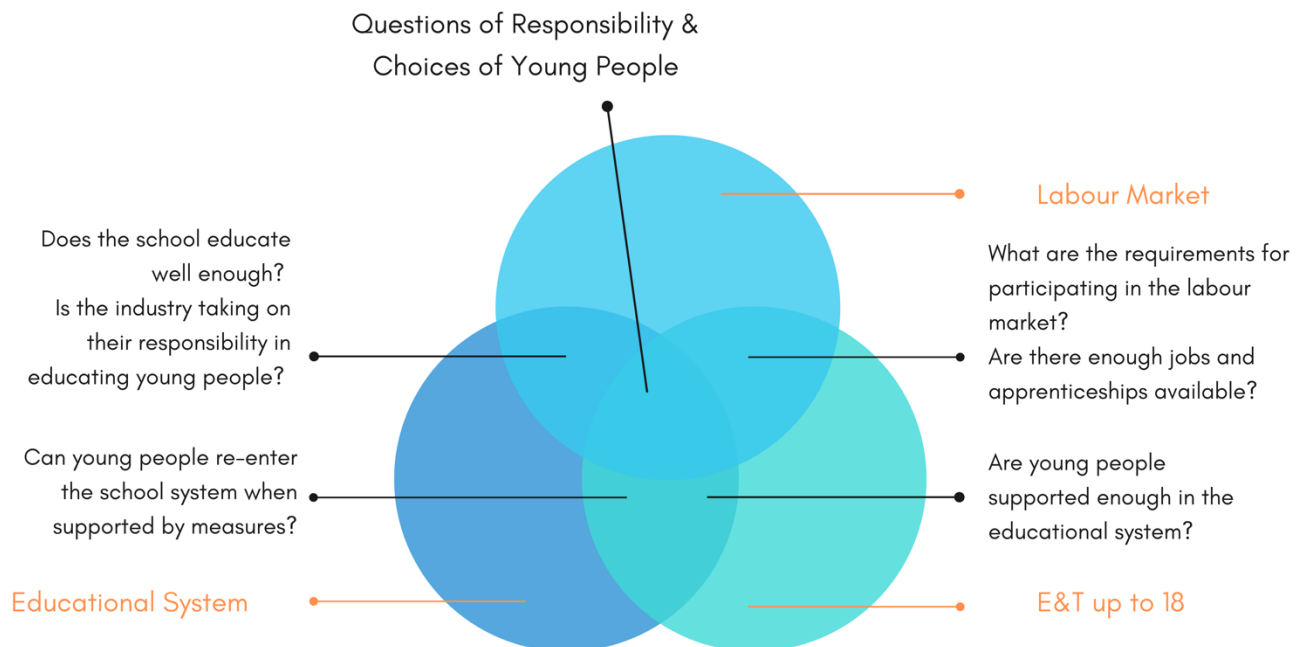 Questions of Responsibility &
Choices of Young People
Labour Market
Does the school educate
well enough?
Is the industry taking on
their responsibility in
educating young people?
What are the requirements for
participating in the labour
market?
Are there enough jobs and
apprenticeships available?
Can young people re-enter
the school system when
supported by measures?
Are young people
supported enough in the
educational system?
Educational System
E&T up to 18